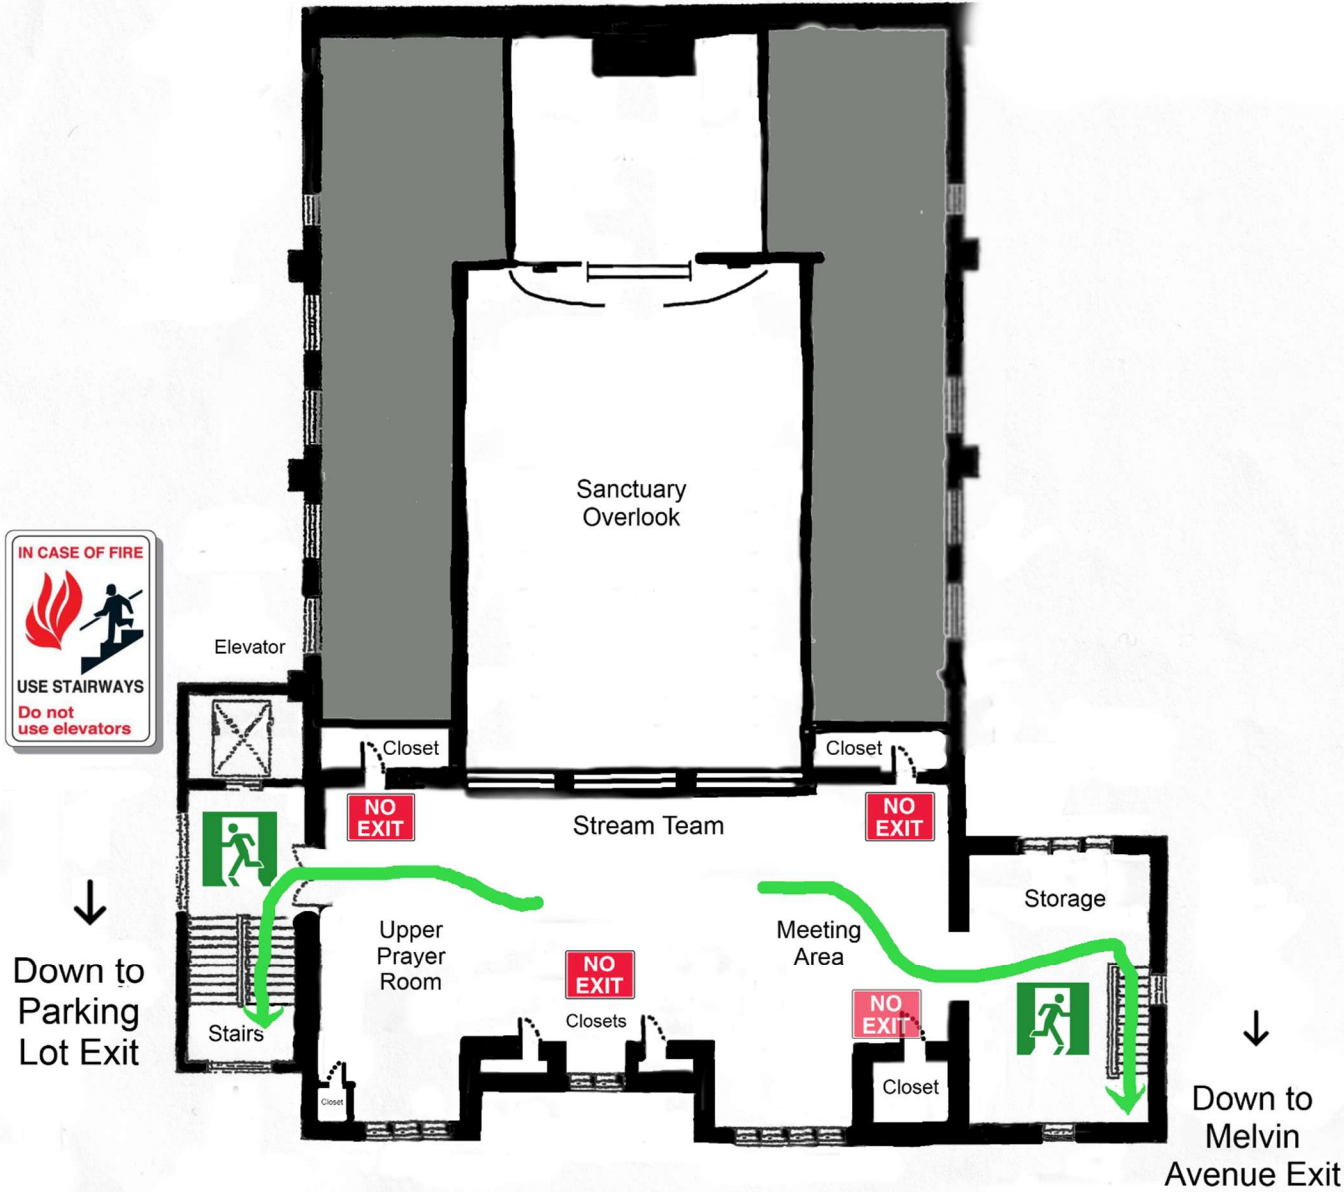 Sanctuary
Overlook
IN CASE OF FIRE
USE STAIRWAYS
Do not
use elevators
Elevator
Closet
Closet
NO
EXIT
NO
EXIT
Stream Team
Storage
Upper
Prayer
Room
Meeting
Area
NO
EXIT
Down to
Parking
Lot Exit
NO
EXIT
Closets
Stairs
Closet
Closet
Down to
Melvin
Avenue Exit